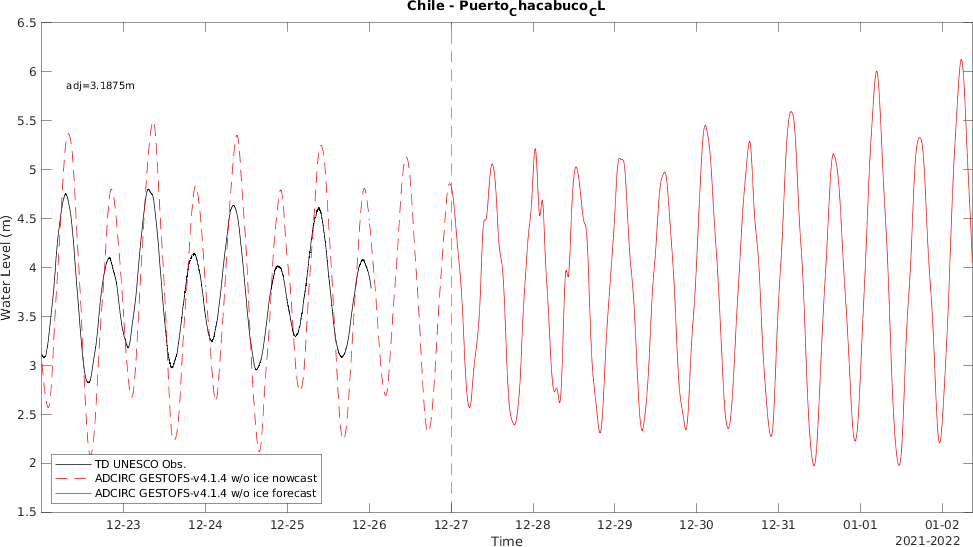 Chile - Puerto_Chacabuco_CL
6.5
6
adj=3.1875m
5.5
5
4.5
4
3.5
3
2.5
2
1.5
Water Level (m)
TD UNESCO Obs.
ADCIRC GESTOFS-v4.1.4 w/o ice nowcast
ADCIRC GESTOFS-v4.1.4 w/o ice forecast
12-23 12-24 12-25 12-26 12-27 12-28 12-29 12-30 12-31 01-01 01-02
Time
2021-2022